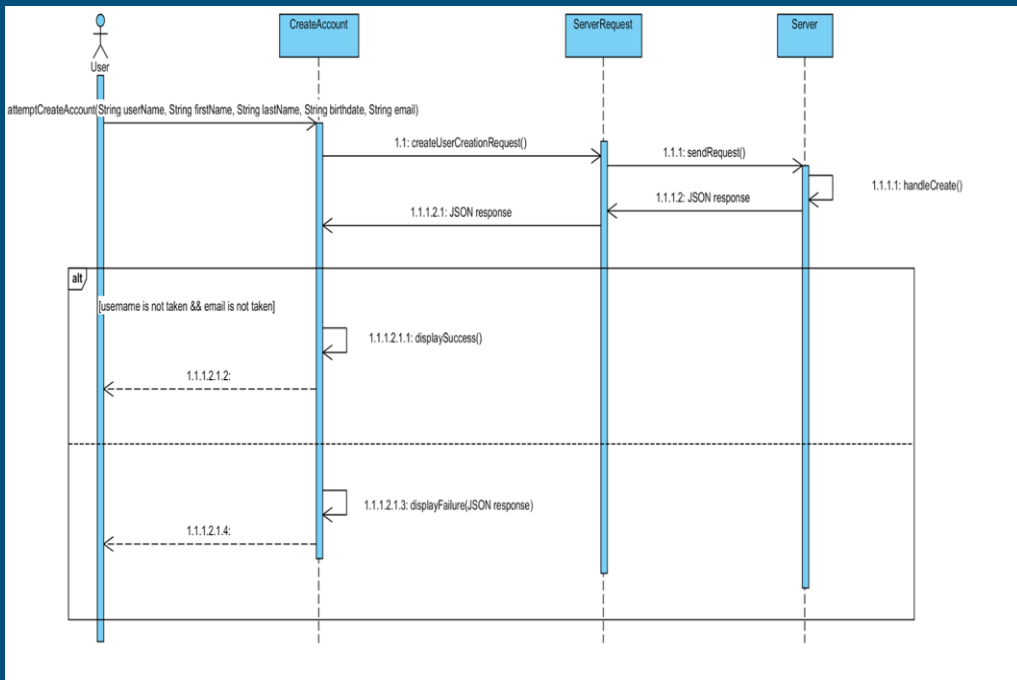 CreateAccount
ServerRequest
Server
User
attemptCreateAccount(String userName, String firstName, String lastName, String birthdate, String email)
1.1: createUserCreationRequest()
1.1.1: sendRequest()
1.1.1.1: handleCreate()
1.1.1.2: JSON response
1.1.1.2.1: JSON response
alt
[username is not taken && email is not taken]
1.1.1.2.1.1: displaySuccess()
1.1.1.2.1.2:
1.1.1.2.1.3: displayFailure(JSON response)
1.1.1.2.1.4: